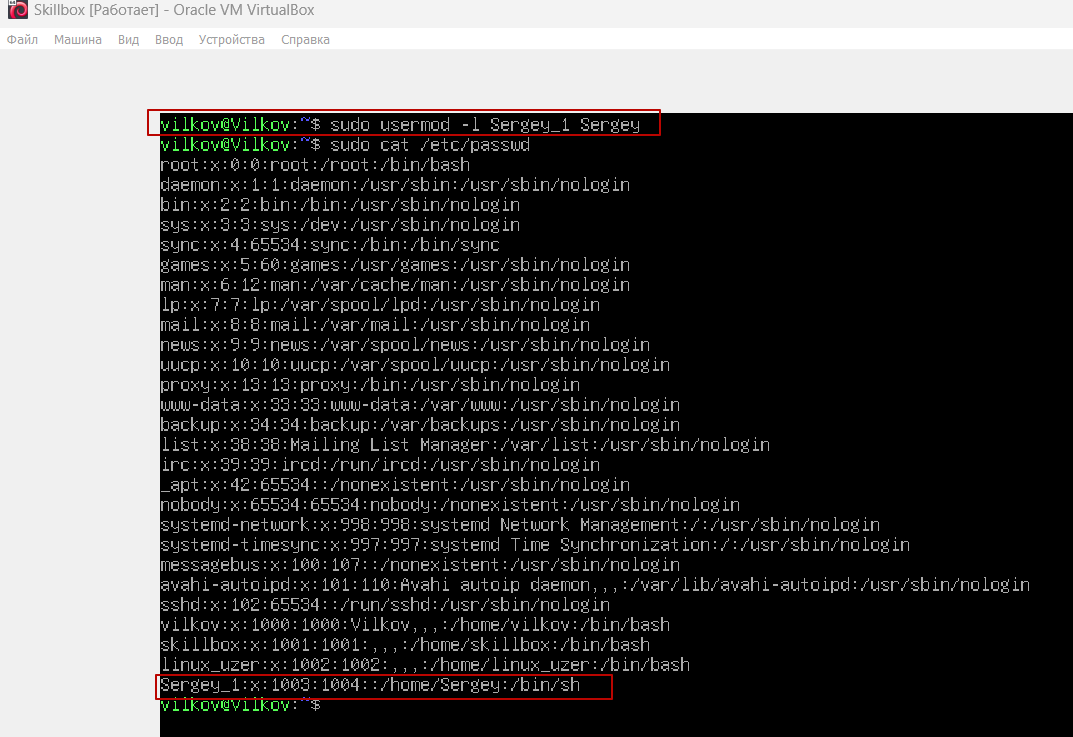 Skillbox [Работает] - Oracle VM VirtualBox
Файл Машина Вид Ввод Устройства Справка
vilkov@Vilkov:~$ sudo usermod -l Sergey_1 Sergey
vilkov@Vilkov:~$ sudo cat /etc/passwd
root:x:0:0:root:/root:/bin/bash
daemon:x:1:1:daemon:/usr/sbin:/usr/sbin/nologin
bin:x:2:2:bin:/bin:/usr/sbin/nologin
sys:x:3:3:sys:/dev:/usr/sbin/nologin
sync:x:4:65534:sync:/bin:/bin/sync
games:x:5:60:games:/usr/games:/usr/sbin/nologin
man:x:6:12:man:/var/cache/man:/usr/sbin/nologin
lp:x:7:7:lp:/var/spool/lpd:/usr/sbin/nologin
mail:x:8:8:mail:/var/mail:/usr/sbin/nologin
news:x:9:9:news:/var/spool/news:/usr/sbin/nologin
uucp:x:10:10:uucp:/var/spool/uucp:/usr/sbin/nologin
proxy:x:13:13:proxy:/bin:/usr/sbin/nologin
www-data:x:33:33:www-data:/var/www:/usr/sbin/nologin
backup:x:34:34:backup:/var/backups:/usr/sbin/nologin
list:x:38:38:Mailing List Manager:/var/list:/usr/sbin/nologin
irc:x:39:39:ircd:/run/ircd:/usr/sbin/nologin
_apt:x:42:65534::/nonexistent:/usr/sbin/nologin
nobody:x:65534:65534:nobody:/nonexistent:/usr/sbin/nologin
systemd-network:x:998:998:systemd Network Management:/:/usr/sbin/nologin
systemd-timesync:x:997:997:systemd Time Synchronization:/:/usr/sbin/nologin
messagebus:x:100:107::/nonexistent:/usr/sbin/nologin
avahi-autoipd:x:101:110:Avahi autoip daemon,,,:/var/lib/avahi-autoipd:/usr/sbin/nologin
sshd:x:102:65534::/run/sshd:/usr/sbin/nologin
vilkov:x:1000:1000:Vilkov,,,:/home/vilkov:/bin/bash
skillbox:x:1001:1001:,,,:/home/skillbox:/bin/bash
linux_uzer:x:1002:1002:,,,:/home/linux_uzer:/bin/bash
Sergey_1:x:1003:1004::/home/Sergey:/bin/sh
vilkov@Vilkov:~$